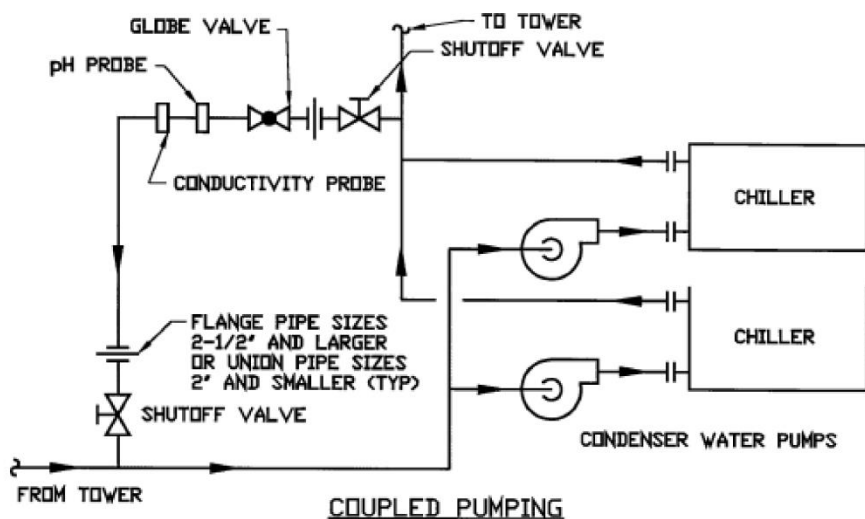 TO TOWER
GLOBE VALVE
SHUTOFF VALVE
pH PROBE
CONDUCTIVITY PROBE
CHILLER
FLANGE PIPE SIZES
2-1/2" AND LARGER
OR UNION PIPE SIZES
2" AND SMALLER (TYP)
CHILLER
SHUTOFF VALVE
CONDENSER WATER PUMPS
FROM TOWER
COUPLED PUMPING